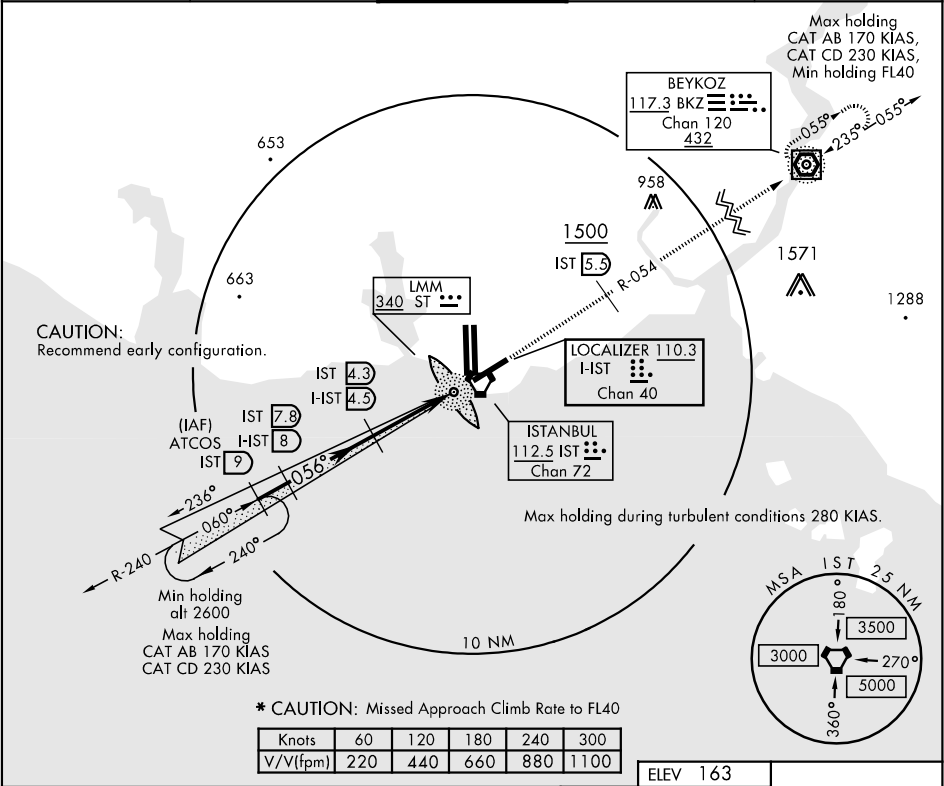 Max holding
CAT AB 170 KIAS,
CAT CD 230 KIAS,
Min holding FL40
BEYKOZ
117.3 BKZ
Chan 120
432
055°
055°
235°
653
958
1500
IST 5.5
R-054
1571
663
1288
LMM
340 ST
CAUTION:
Recommend early configuration.
LOCALIZER 110.3
I-IST
Chan 40
IST 4.3
I-IST 4.5
(IAF)
ATCOS
IST 9
IST 7.8
I-IST 8
ISTANBUL
112.5 IST
Chan 72
056°
236°
060°
240°
R-240
Max holding during turbulent conditions 280 KIAS.
Min holding
alt 2600
Max holding
CAT AB 170 KIAS
CAT CD 230 KIAS
10 NM
MSA IST 25 NM
180°
3500
3000
270°
5000
360°
* CAUTION: Missed Approach Climb Rate to FL40
Knots 60 120 180 240 300
V/V(fpm) 220 440 660 880 1100
ELEV 163